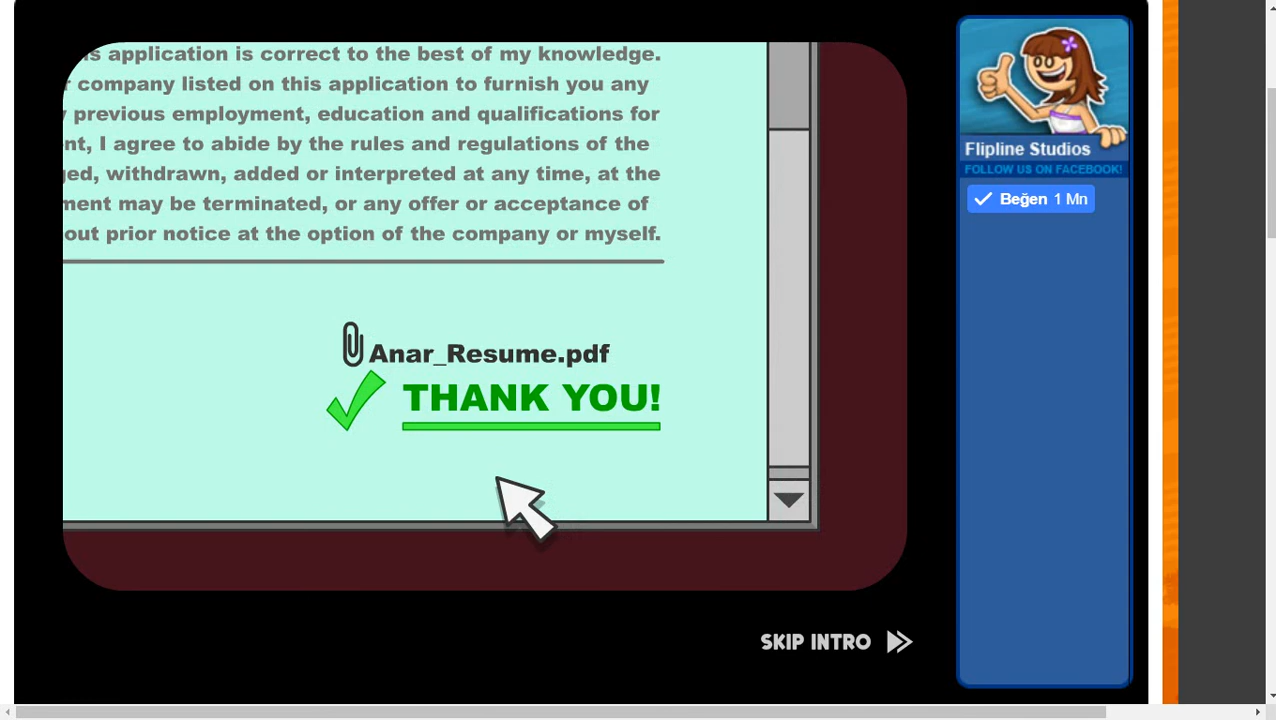 s application is correct to the best of my knowledge.
company listed on this application to furnish you any
previous employment, education and qualifications for
nt, I agree to abide by the rules and regulations of the
ed, withdrawn, added or interpreted at any time, at the
ment may be terminated, or any offer or acceptance of
out prior notice at the option of the company or myself.
Anar_Resume.pdf
THANK YOU!
SKIP INTRO
Flipline Studios
FOLLOW US ON FACEBOOK!
Beğen 1 Mn